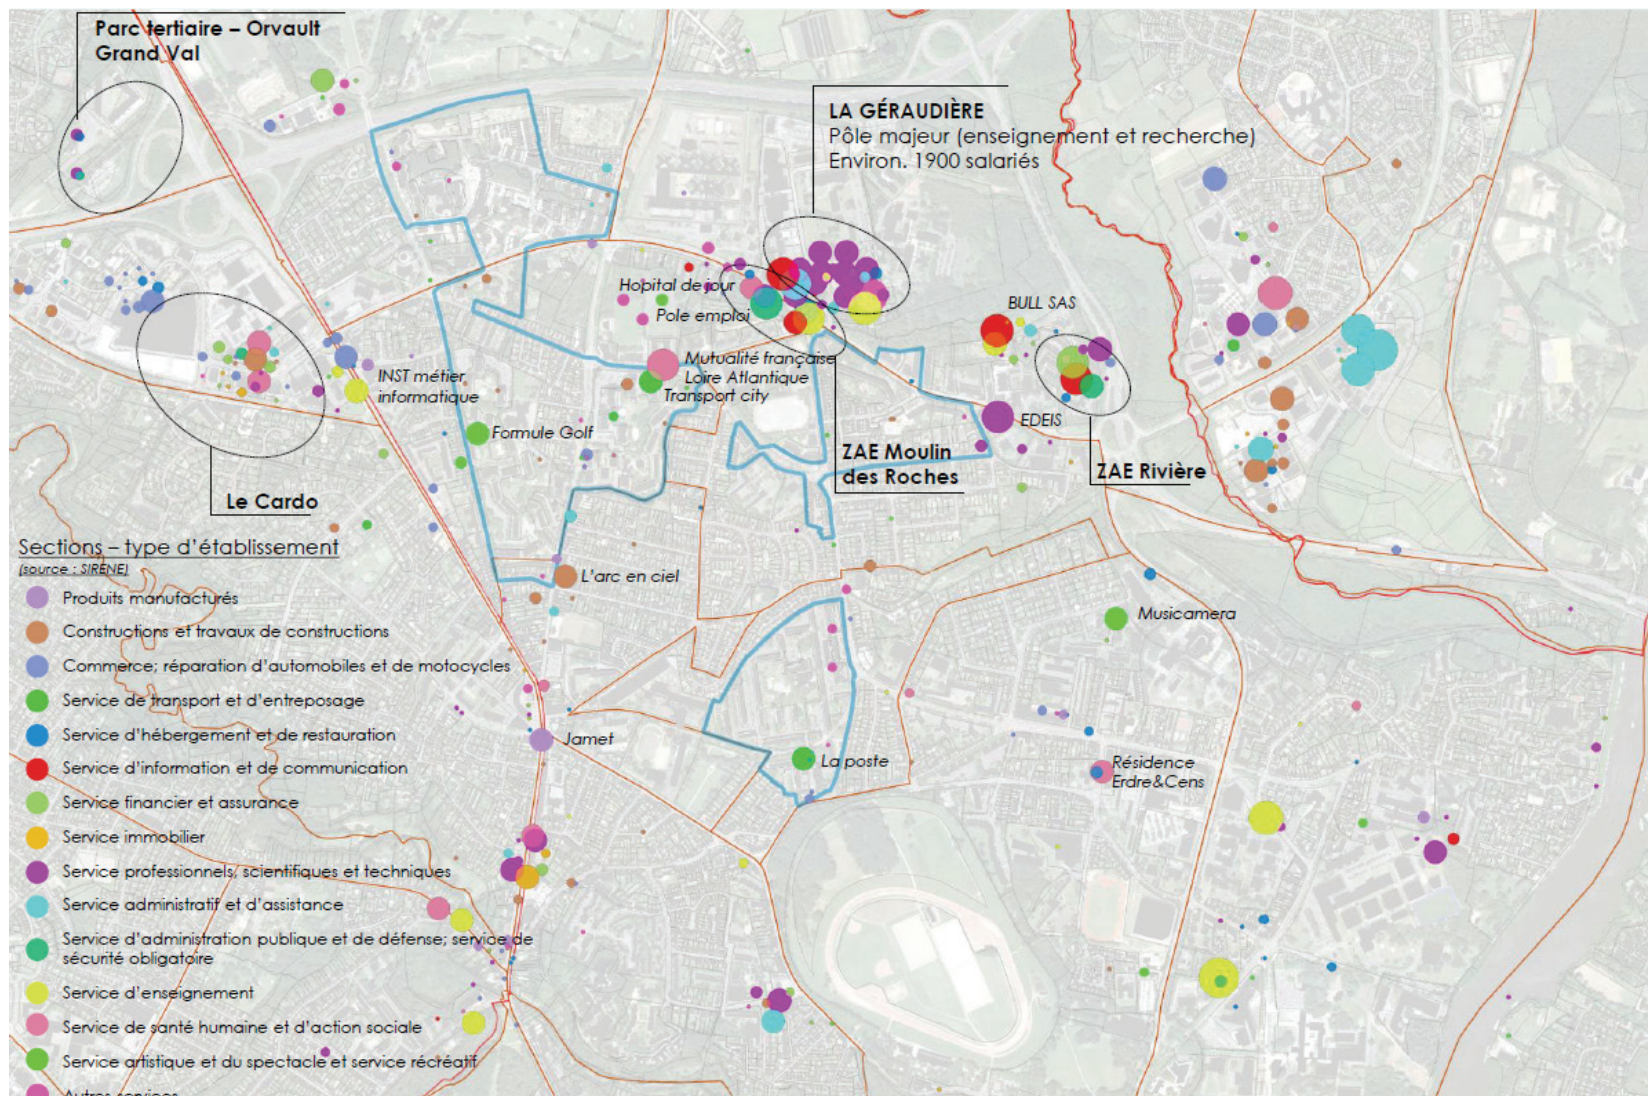 Parc tertiaire – Orvault
Grand Val
LA GÉRAUDIÈRE
Pôle majeur (enseignement et recherche)
Environ. 1900 salariés
Hopital de jour
Pole emploi
BULL SAS
Mutualité française
Loire Atlantique
Transport city
INST métier
informatique
EDEIS
Formule Golf
ZAE Moulin
des Roches
ZAE Rivière
Le Cardo
Sections – type d'établissement
(source : SIRENE)
L'arc en ciel
Produits manufacturés
Musicamera
Constructions et travaux de constructions
Commerce; réparation d'automobiles et de motocycles
Service de transport et d'entreposage
Service d'hébergement et de restauration
Jamet
La poste
Résidence
Erdre&Cens
Service d'information et de communication
Service financier et assurance
Service immobilier
Service professionnels, scientifiques et techniques
Service administratif et d'assistance
Service d'administration publique et de défense; service de
sécurité obligatoire
Service d'enseignement
Service de santé humaine et d'action sociale
Service artistique et du spectacle et service récréatif
Autres services